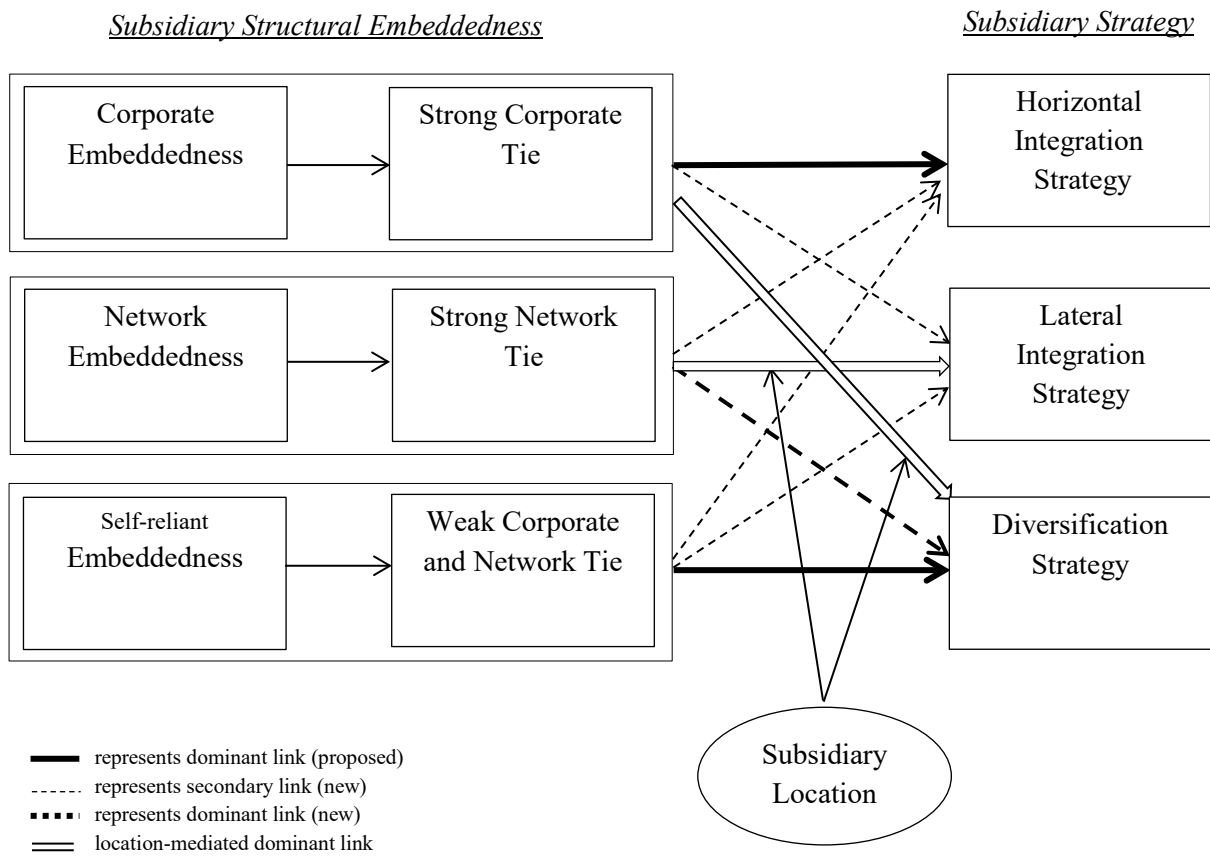 Subsidiary Structural Embeddedness
Subsidiary Strategy
Corporate
Embeddedness
Strong Corporate
Tie
Horizontal
Integration
Strategy
Network
Embeddedness
Strong Network
Tie
Lateral
Integration
Strategy
Self-reliant
Embeddedness
Weak Corporate
and Network Tie
Diversification
Strategy
Subsidiary
Location
represents dominant link (proposed)
represents secondary link (new)
represents dominant link (new)
location-mediated dominant link